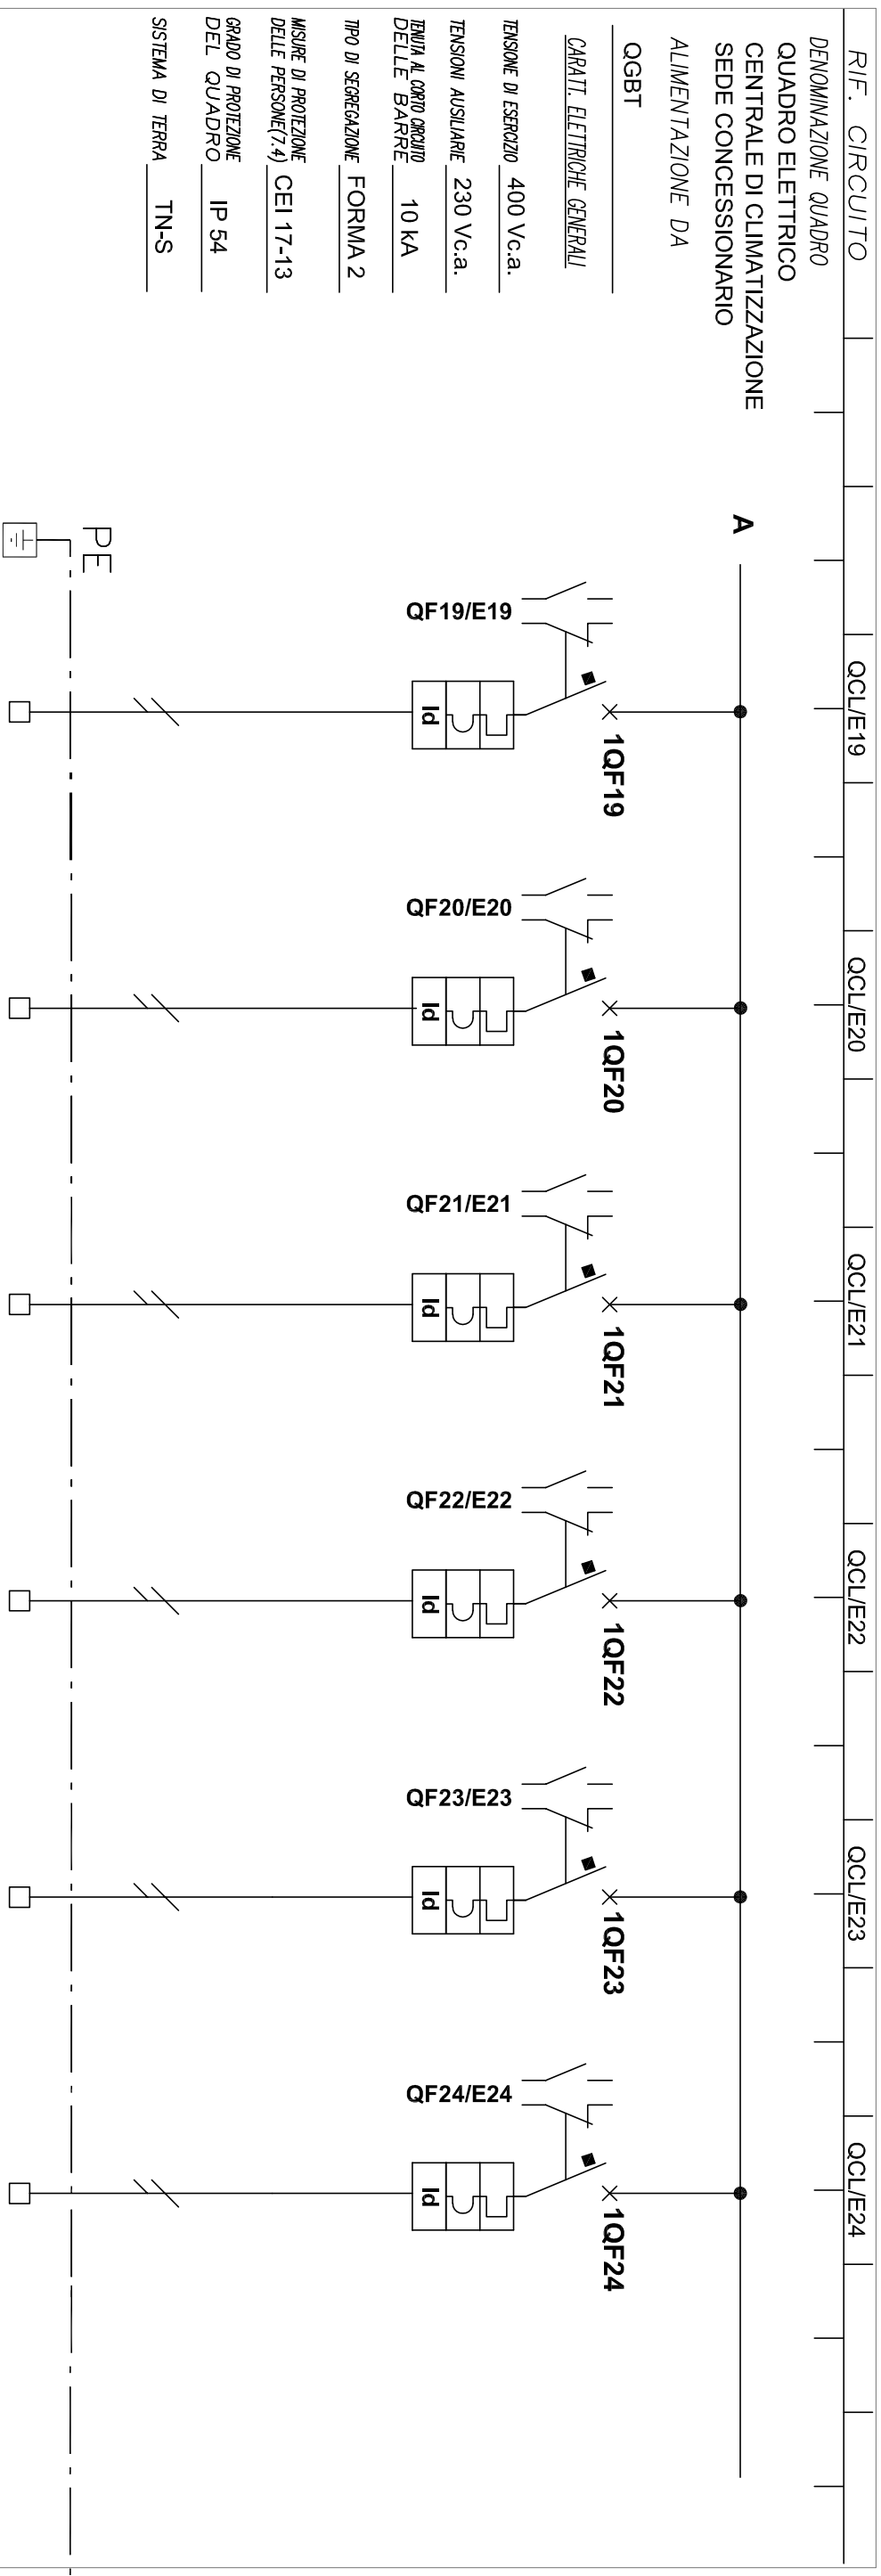 RIF. CIRCUITO
QCL/E19
QCL/E20
QCL/E21
QCL/E22
QCL/E23
QCL/E24
DENOMINAZIONE QUADRO
QUADRO ELETTRICO
CENTRALE DI CLIMATIZZAZIONE
SEDE CONCESSIONARIO
ALIMENTAZIONE DA
QGBT
CARATT. ELETTRICHE GENERALI
TENSIONE DI ESERCIZIO 400 Vc.a.
TENSIONI AUSILIARIE 230 Vc.a.
TENUTA AL CORTO CIRCUITO
DELLE BARRE 10 kA
TIPO DI SEGREGAZIONE FORMA 2
MISURE DI PROTEZIONE
DELLE PERSONE(7.4) CEI 17-13
GRADO DI PROTEZIONE
DEL QUADRO IP 54
SISTEMA DI TERRA TN-S
A
1QF19
1QF20
1QF21
1QF22
1QF23
1QF24
QF19/E19
QF20/E20
QF21/E21
QF22/E22
QF23/E23
QF24/E24
Id
Id
Id
Id
Id
Id
PE